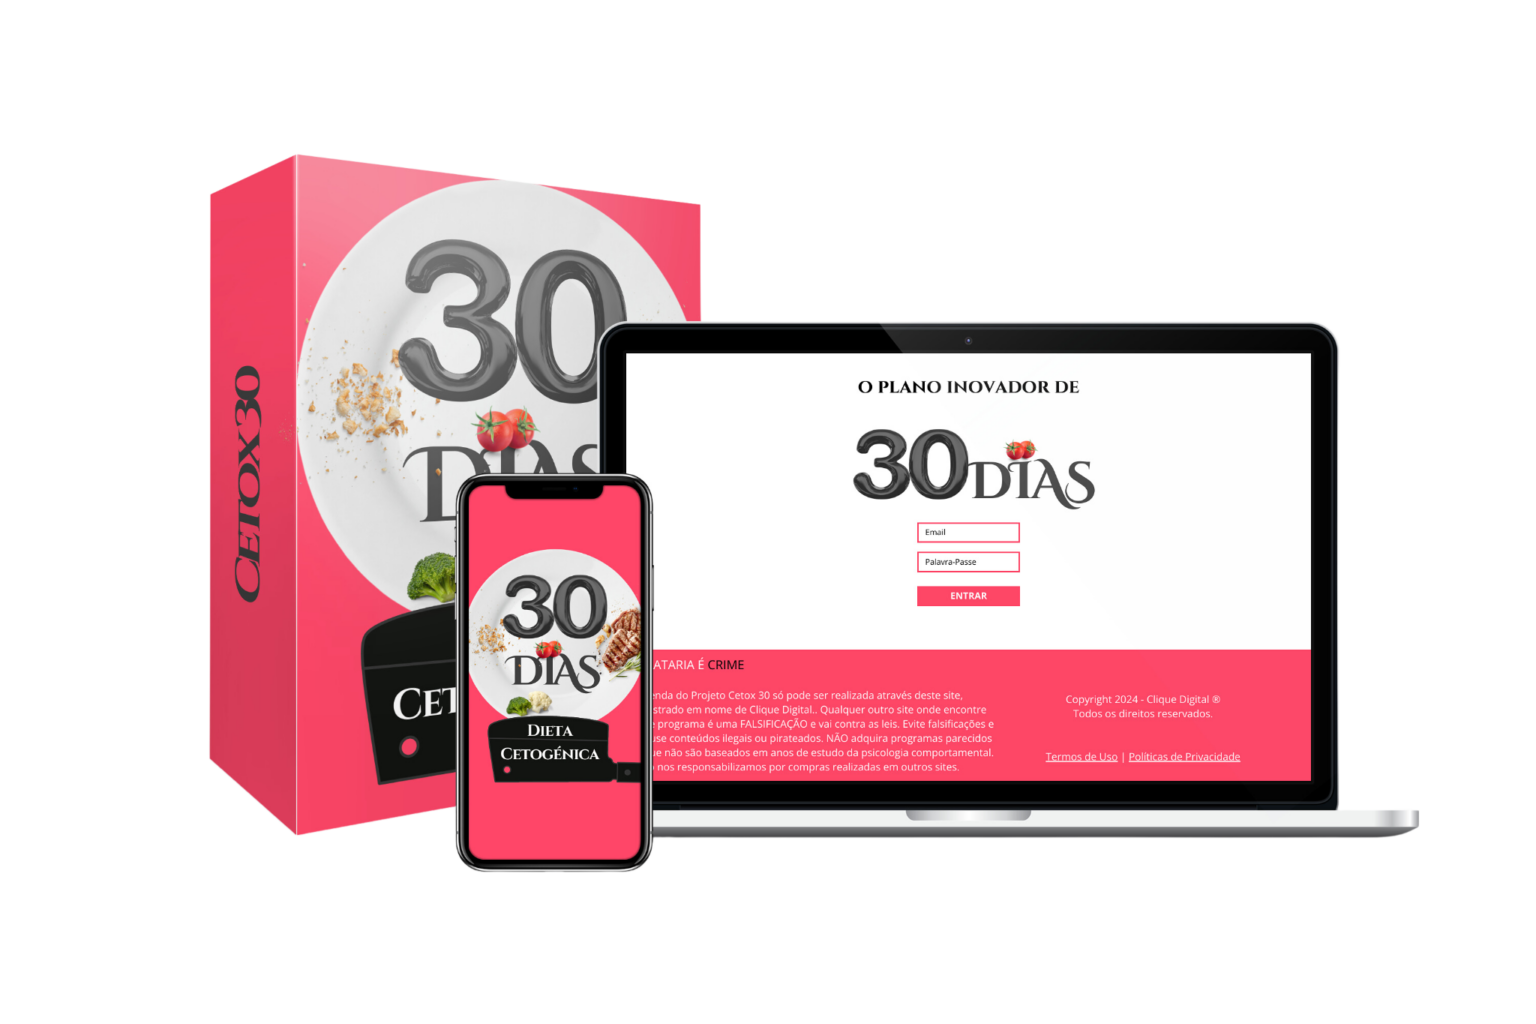 CETOX30
30
DIAS
CET
30
DIAS
DIETA
CETOGÉNICA
O PLANO INOVADOR DE
30 DIAS
Email
Palavra-Passe
ENTRAR
ATARIA É CRIME
enda do Projeto Cetox 30 só pode ser realizada através deste site,
strado em nome de Clique Digital.. Qualquer outro site onde encontre
e programa é uma FALSIFICAÇÃO e vai contra as leis. Evite falsificações e
use conteúdos ilegais ou pirateados. NÃO adquira programas parecidos
ue não são baseados em anos de estudo da psicologia comportamental.
o nos responsabilizamos por compras realizadas em outros sites.
Copyright 2024 - Clique Digital ®
Todos os direitos reservados.
Termos de Uso | Políticas de Privacidade